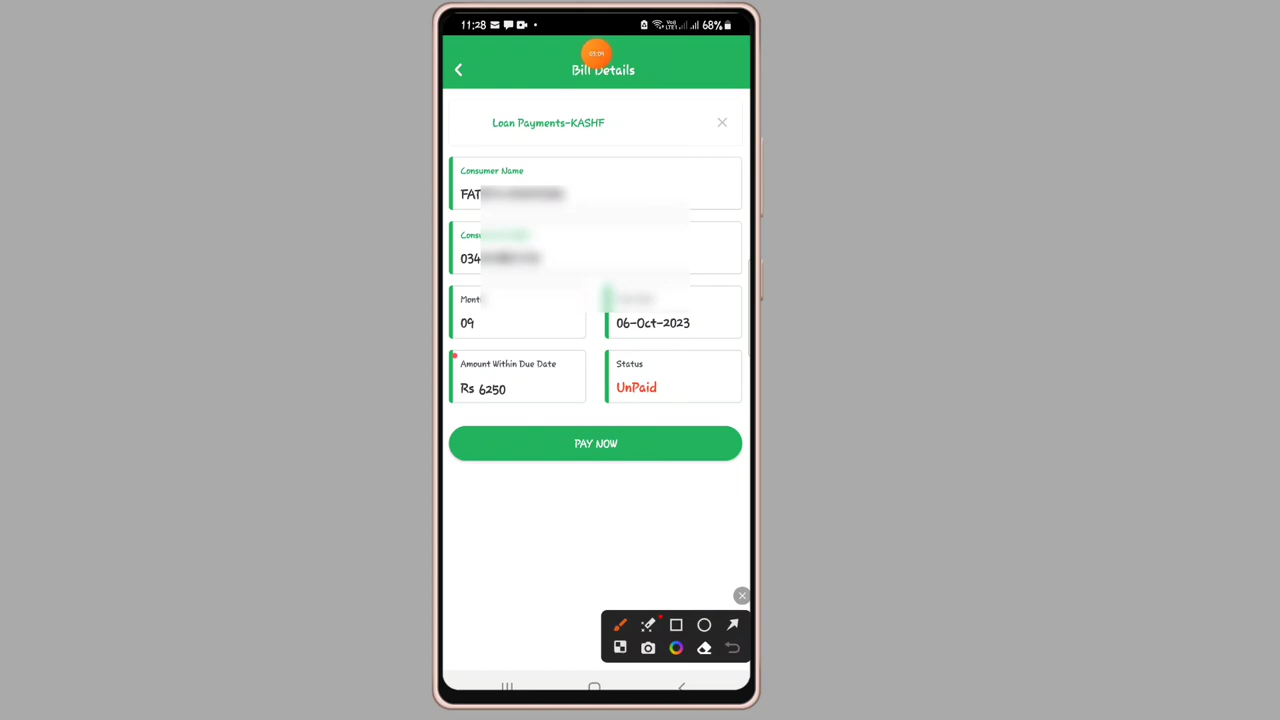 11:28
68%
Bill Details
Loan Payments-KASHF
Consumer Name
FAT
034
09
06-Oct-2023
Amount Within Due Date
Status
Rs 6250
UnPaid
PAY NOW